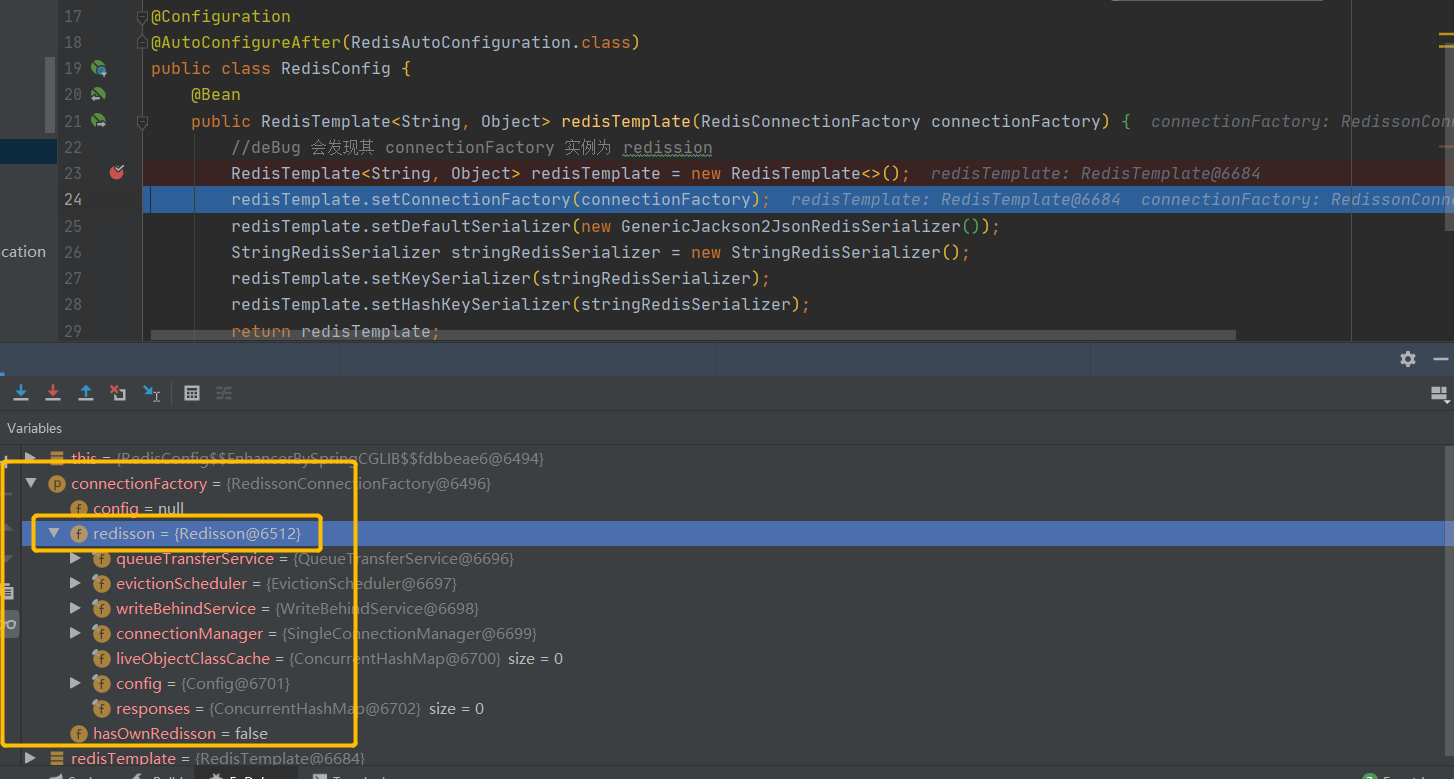 17 @Configuration
18 @AutoConfigureAfter(RedisAutoConfiguration.class)
19 public class RedisConfig {
20 @Bean
21 public RedisTemplate<String, Object> redisTemplate(RedisConnectionFactory connectionFactory) { connectionFactory: RedissonConn
22 //deBug 会发现其 connectionFactory 实例为 redission
23 RedisTemplate<String, Object> redisTemplate = new RedisTemplate<>(); redisTemplate: RedisTemplate@6684
24 redisTemplate.setConnectionFactory(connectionFactory); redisTemplate: RedisTemplate@6684 connectionFactory: RedissonConn
25 redisTemplate.setDefaultSerializer(new GenericJackson2JsonRedisSerializer());
cation
26 StringRedisSerializer stringRedisSerializer = new StringRedisSerializer();
27 redisTemplate.setKeySerializer(stringRedisSerializer);
28 redisTemplate.setHashKeySerializer(stringRedisSerializer);
29 return redisTemplate;
Variables
this = {RedisConfig$$EnhancerBySpringCGLIB$$fdbbeae6@6494}
connectionFactory = {RedissonConnectionFactory@6496}
config = null
redisson = {Redisson@6512}
queueTransferService = {QueueTransferService@6696}
evictionScheduler = {EvictionScheduler@6697}
writeBehindService = {WriteBehindService@6698}
connectionManager = {SingleConnectionManager@6699}
liveObjectClassCache = {ConcurrentHashMap@6700} size = 0
config = {Config@6701}
responses = {ConcurrentHashMap@6702} size = 0
hasOwnRedisson = false
redisTemplate = {RedisTemplate@6684}